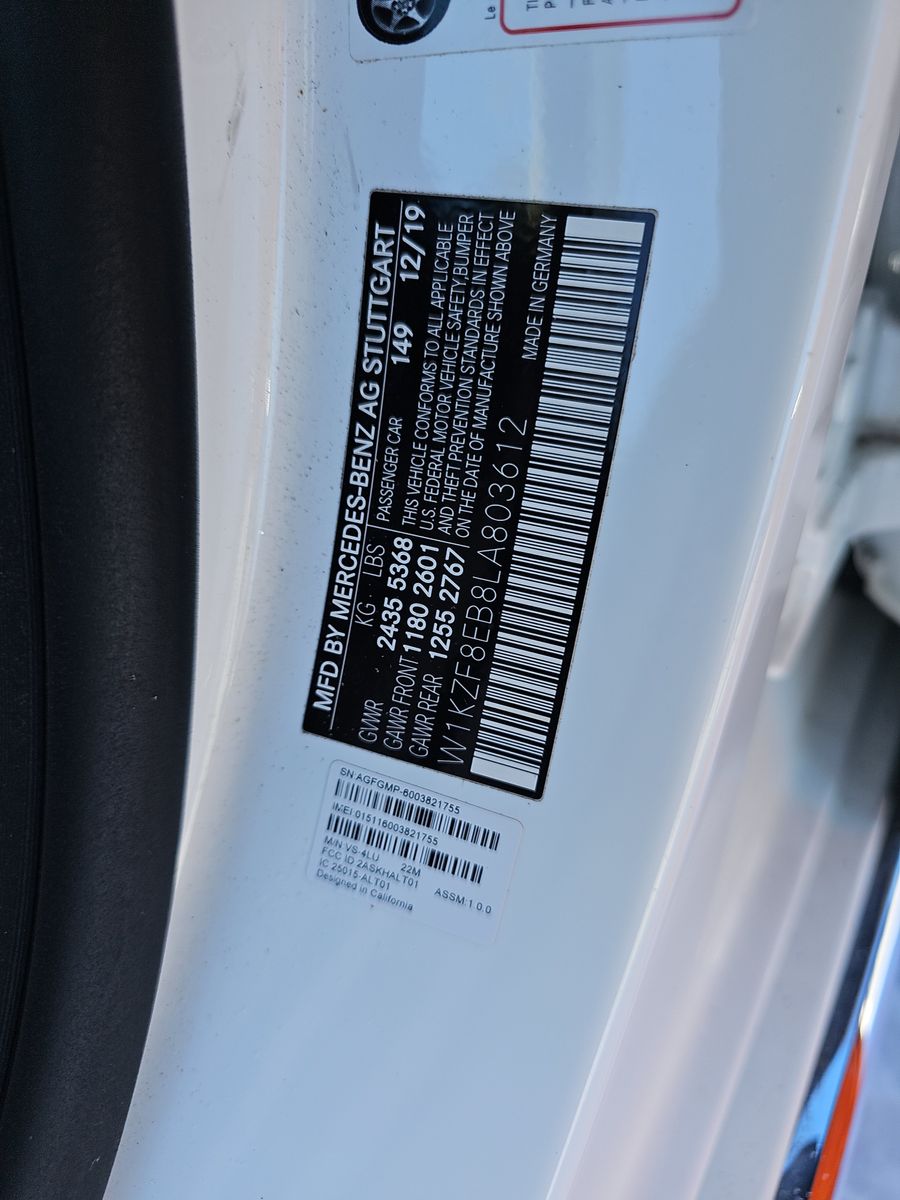 Le
MFD BY MERCEDES-BENZ AG STUTTGART
KG LBS PASSENGER CAR 149 12/19
GVWR 2435 5368 THIS VEHICLE CONFORMS TO ALL APPLICABLE
GAWR FRONT 1180 2601 U.S. FEDERAL MOTOR VEHICLE SAFETY, BUMPER
GAWR REAR 1255 2767 AND THEFT PREVENTION STANDARDS IN EFFECT
ON THE DATE OF MANUFACTURE SHOWN ABOVE
W1KZF8EB8LA803612 MADE IN GERMANY
SN:AGFGMP-6003821755
IMEI:015116003821755
M/N VS-4LU 22M
FCC ID 2ASKHALT01
IC 25015-ALT01 ASSM:1.0.0
Designed in California